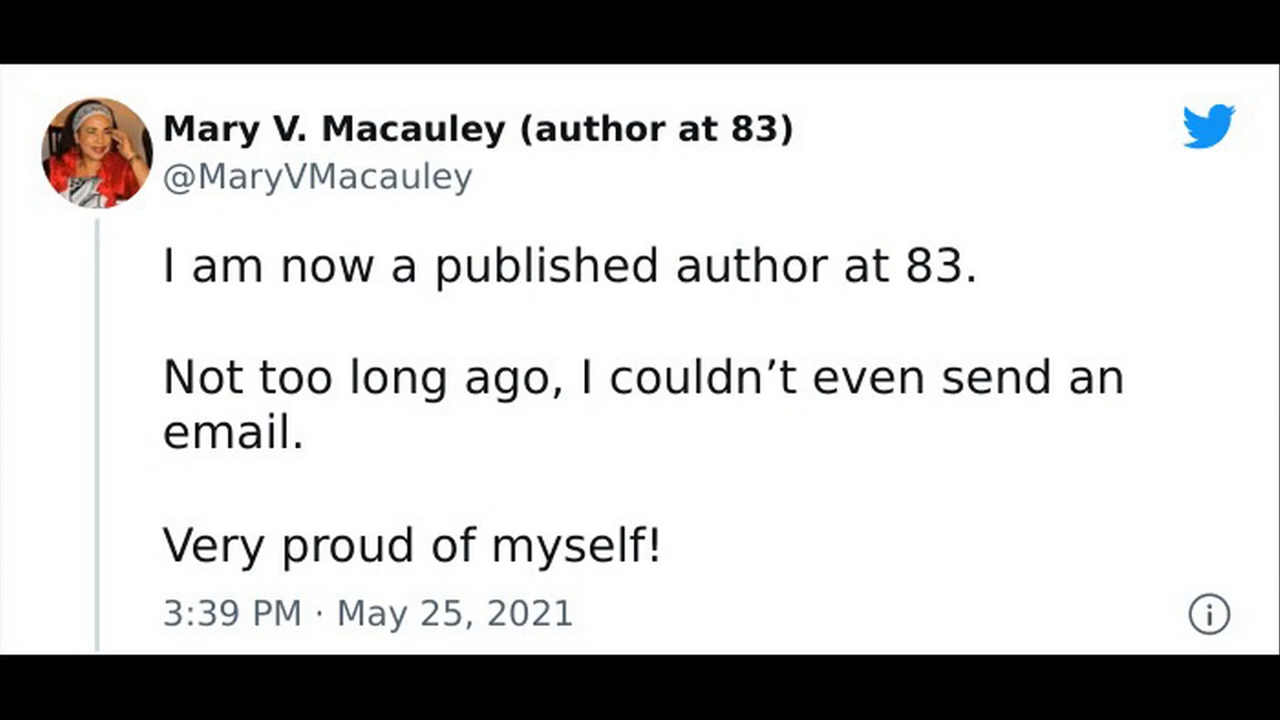 Mary V. Macauley (author at 83)
@MaryVMacauley
I am now a published author at 83.
Not too long ago, I couldn’t even send an
email.
Very proud of myself!
3:39 PM · May 25, 2021